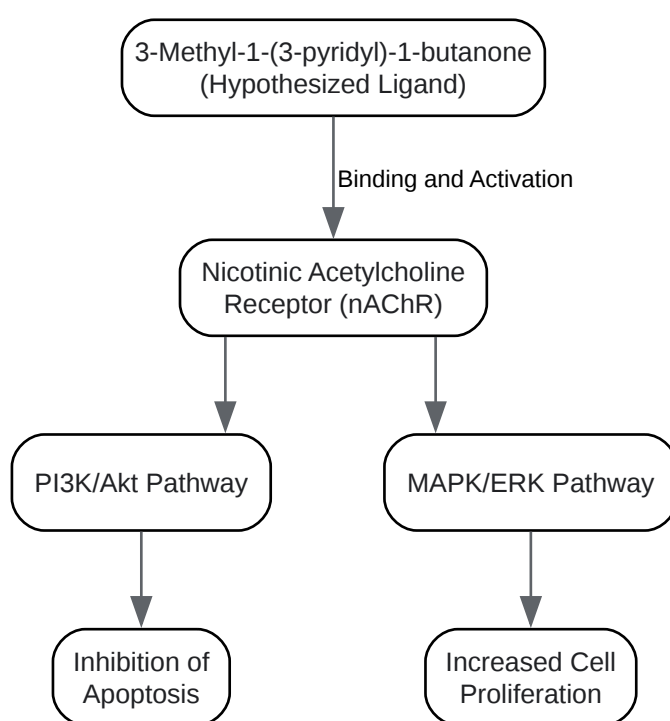 3-Methyl-1-(3-pyridyl)-1-butanone
(Hypothesized Ligand)
Binding and Activation
Nicotinic Acetylcholine
Receptor (nAChR)
PI3K/Akt Pathway
MAPK/ERK Pathway
Inhibition of
Apoptosis
Increased Cell
Proliferation